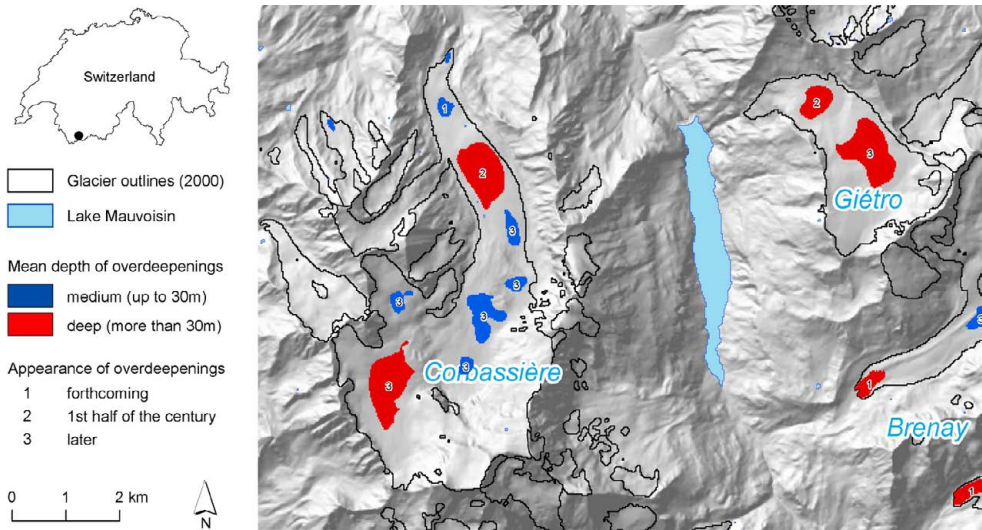 Switzerland
Glacier outlines (2000)
Lake Mauvoisin
Mean depth of overdeepenings
medium (up to 30m)
deep (more than 30m)
Appearance of overdeepenings
1 forthcoming
2 1st half of the century
3 later
0 1 2 km
N
1
2
3
3
3
3
3
3
Corbassière
2
3
Giétro
3
1
Brenay
1